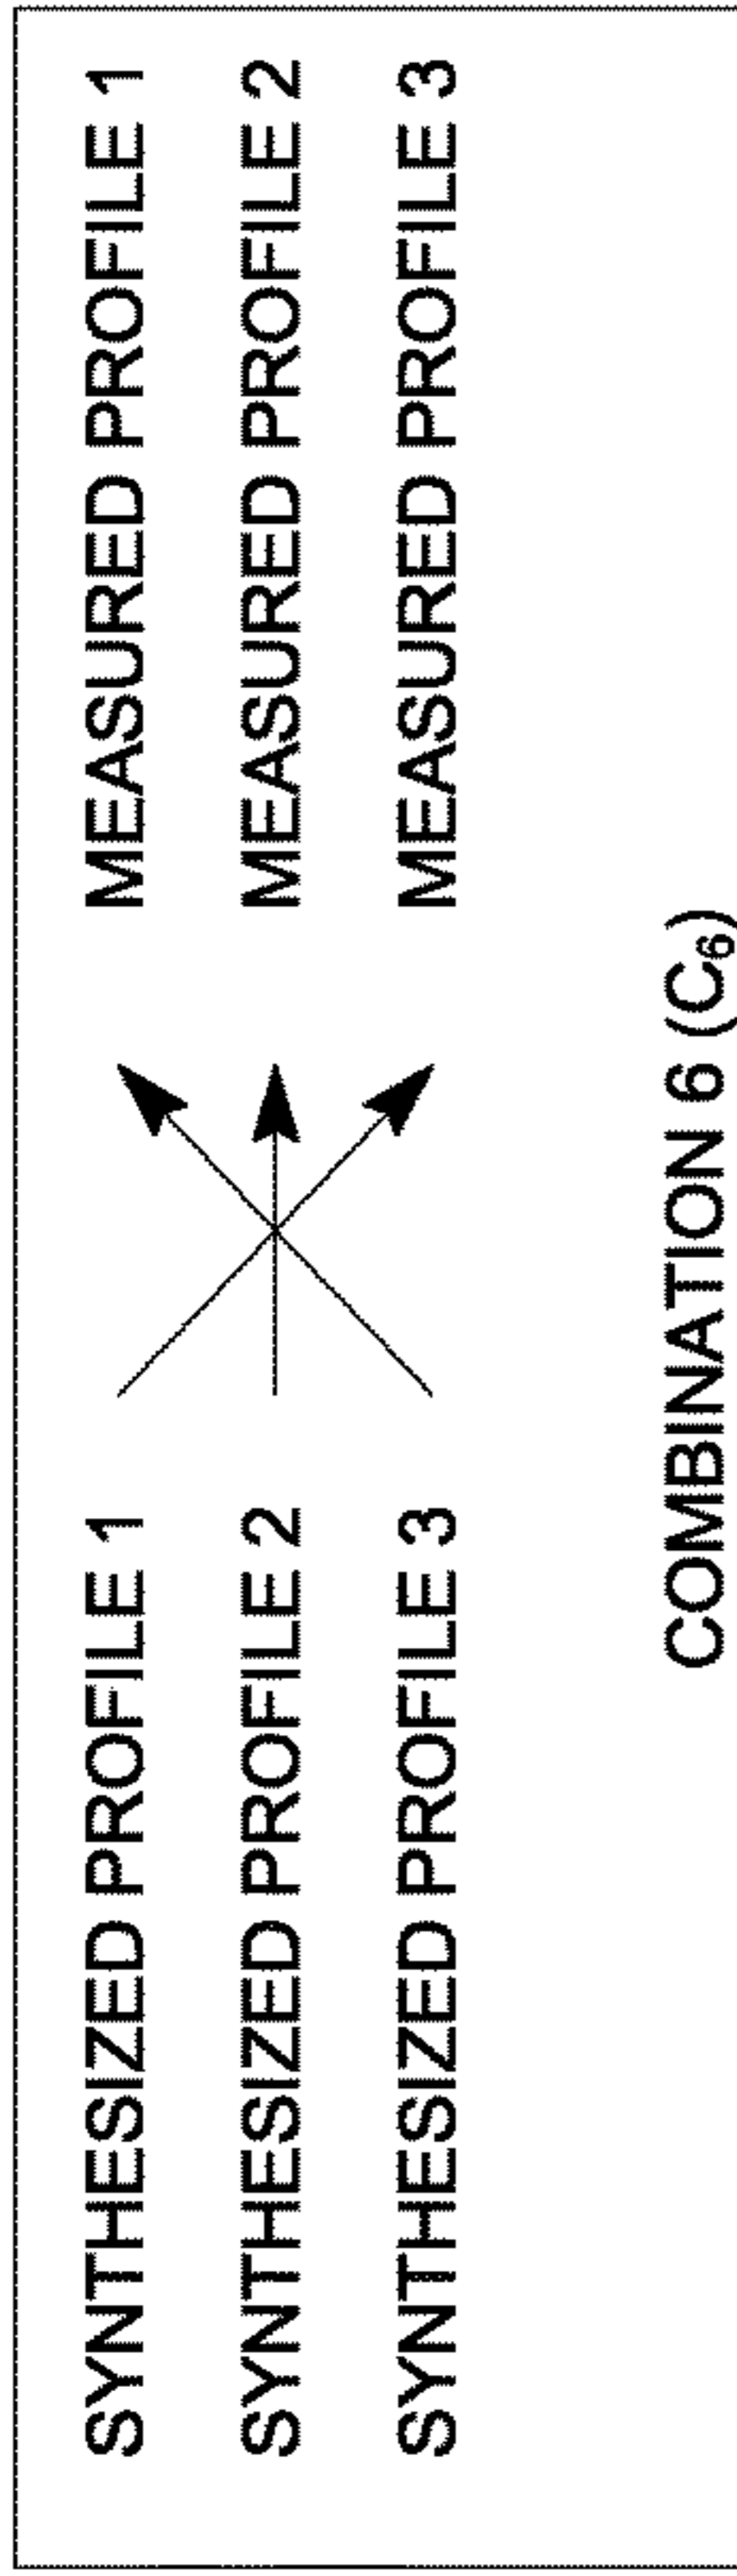 SYNTHESIZED PROFILE 1 MEASURED PROFILE 1
SYNTHESIZED PROFILE 2 MEASURED PROFILE 2
SYNTHESIZED PROFILE 3 MEASURED PROFILE 3
COMBINATION 6 (C₆)